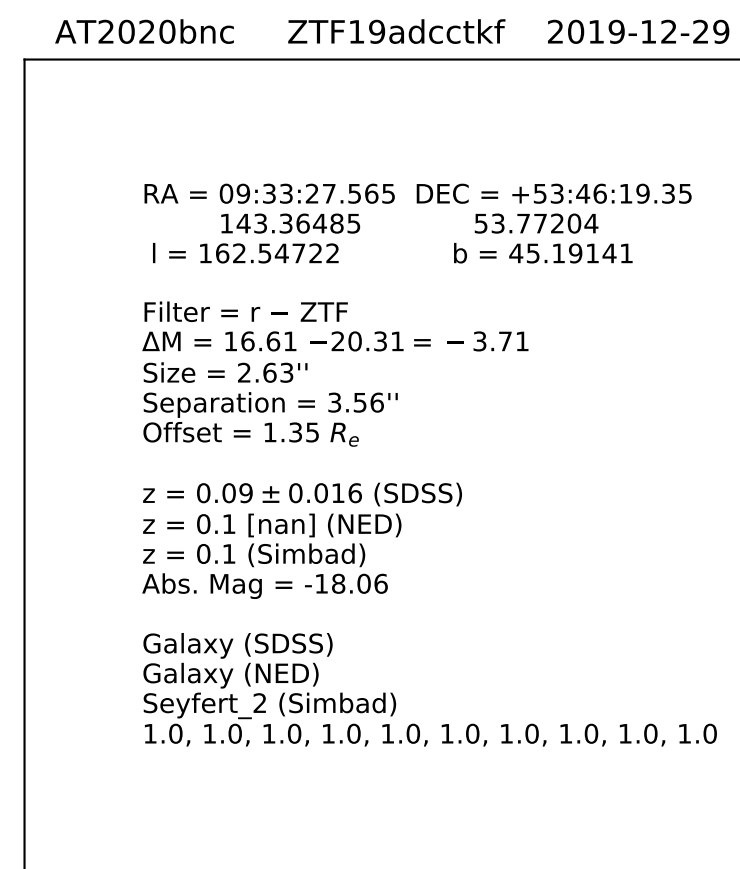 AT2020bnc ZTF19adcctkf 2019-12-29
RA = 09:33:27.565 DEC = +53:46:19.35
143.36485 53.77204
l = 162.54722 b = 45.19141
Filter = r − ZTF
ΔM = 16.61 −20.31 = − 3.71
Size = 2.63''
Separation = 3.56''
Offset = 1.35 Rₑ
z = 0.09 ± 0.016 (SDSS)
z = 0.1 [nan] (NED)
z = 0.1 (Simbad)
Abs. Mag = -18.06
Galaxy (SDSS)
Galaxy (NED)
Seyfert_2 (Simbad)
1.0, 1.0, 1.0, 1.0, 1.0, 1.0, 1.0, 1.0, 1.0, 1.0